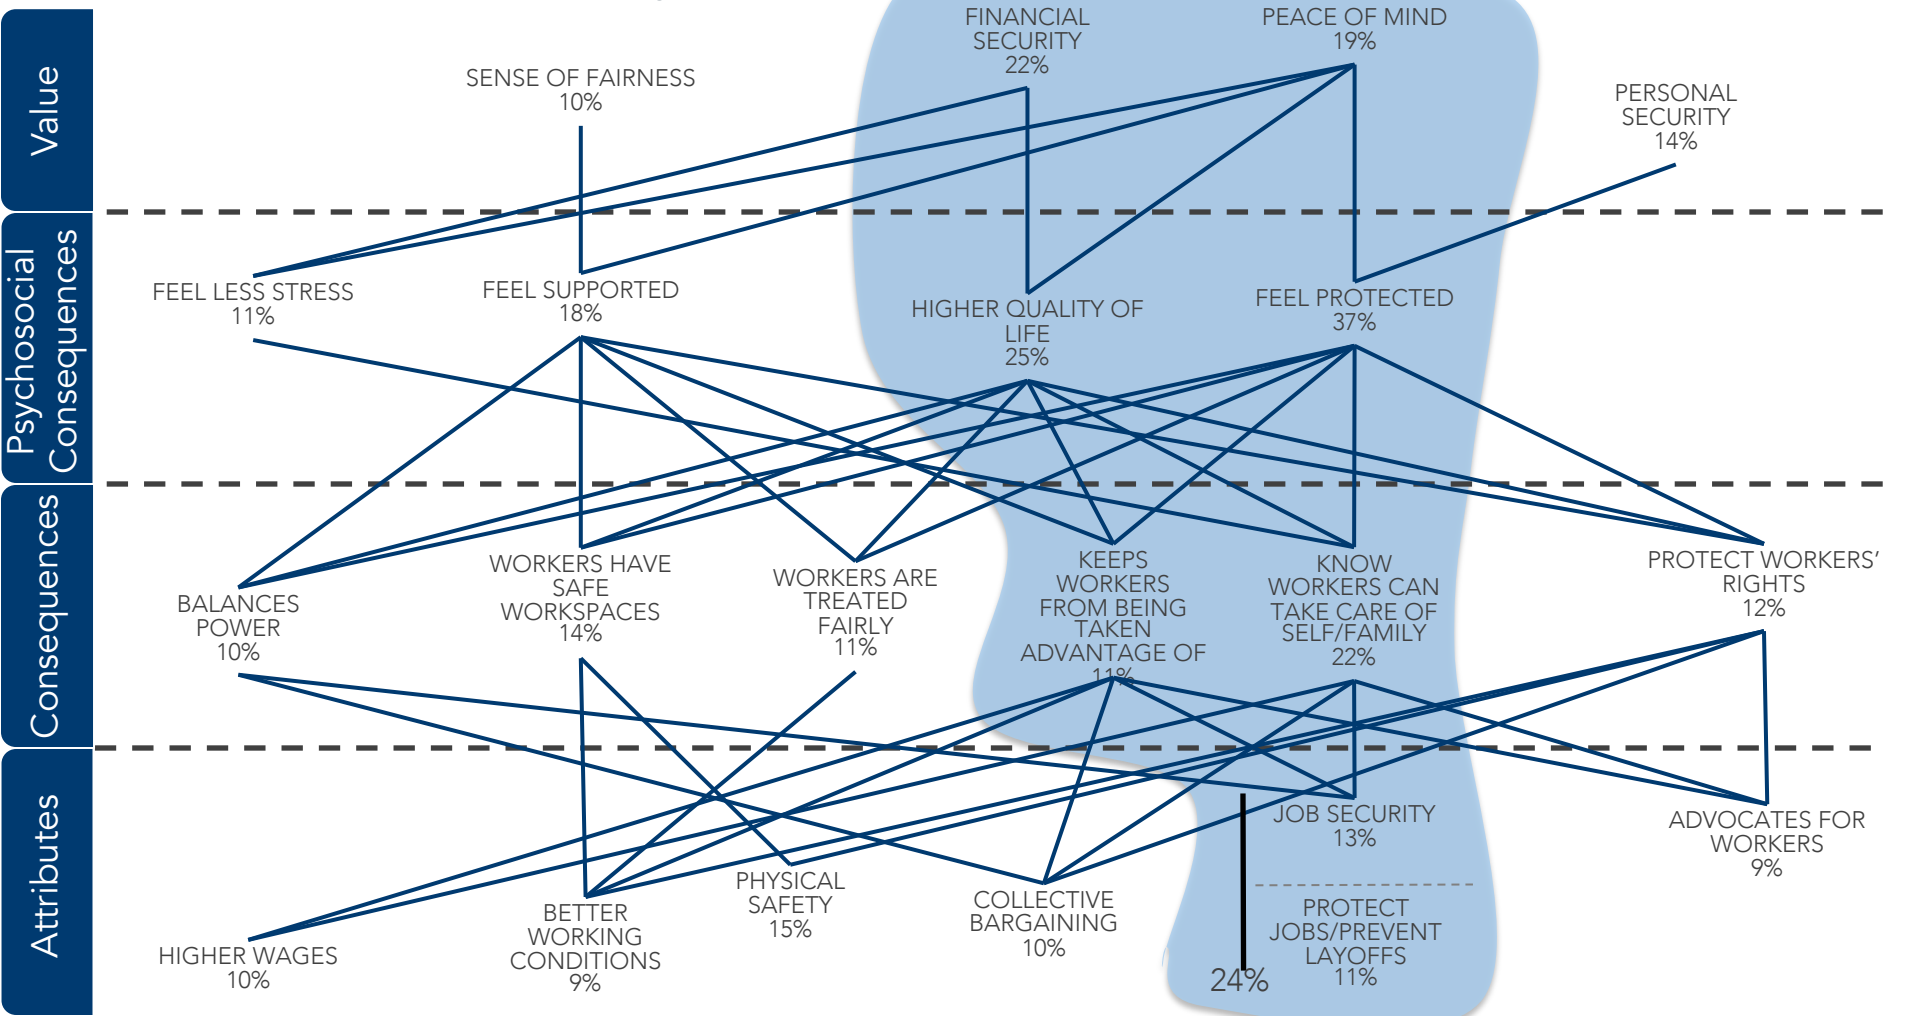 Value
FINANCIAL
SECURITY
22%
PEACE OF MIND
19%
SENSE OF FAIRNESS
10%
PERSONAL
SECURITY
14%
Psychosocial
Consequences
FEEL LESS STRESS
11%
FEEL SUPPORTED
18%
HIGHER QUALITY OF
LIFE
25%
FEEL PROTECTED
37%
Consequences
BALANCES
POWER
10%
WORKERS HAVE
SAFE
WORKSPACES
14%
WORKERS ARE
TREATED
FAIRLY
11%
KEEPS
WORKERS
FROM BEING
TAKEN
ADVANTAGE OF
11%
KNOW
WORKERS CAN
TAKE CARE OF
SELF/FAMILY
22%
PROTECT WORKERS’
RIGHTS
12%
Attributes
HIGHER WAGES
10%
BETTER
WORKING
CONDITIONS
9%
PHYSICAL
SAFETY
15%
COLLECTIVE
BARGAINING
10%
JOB SECURITY
13%
PROTECT
JOBS/PREVENT
LAYOFFS
11%
24%
ADVOCATES FOR
WORKERS
9%